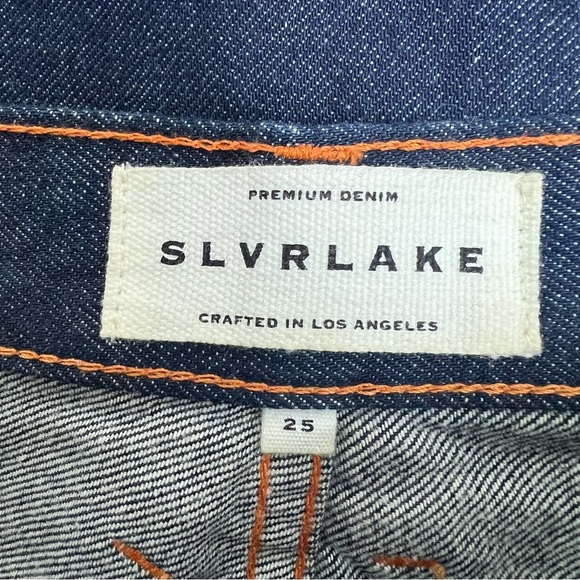 PREMIUM DENIM
SLVRLAKE
CRAFTED IN LOS ANGELES
25